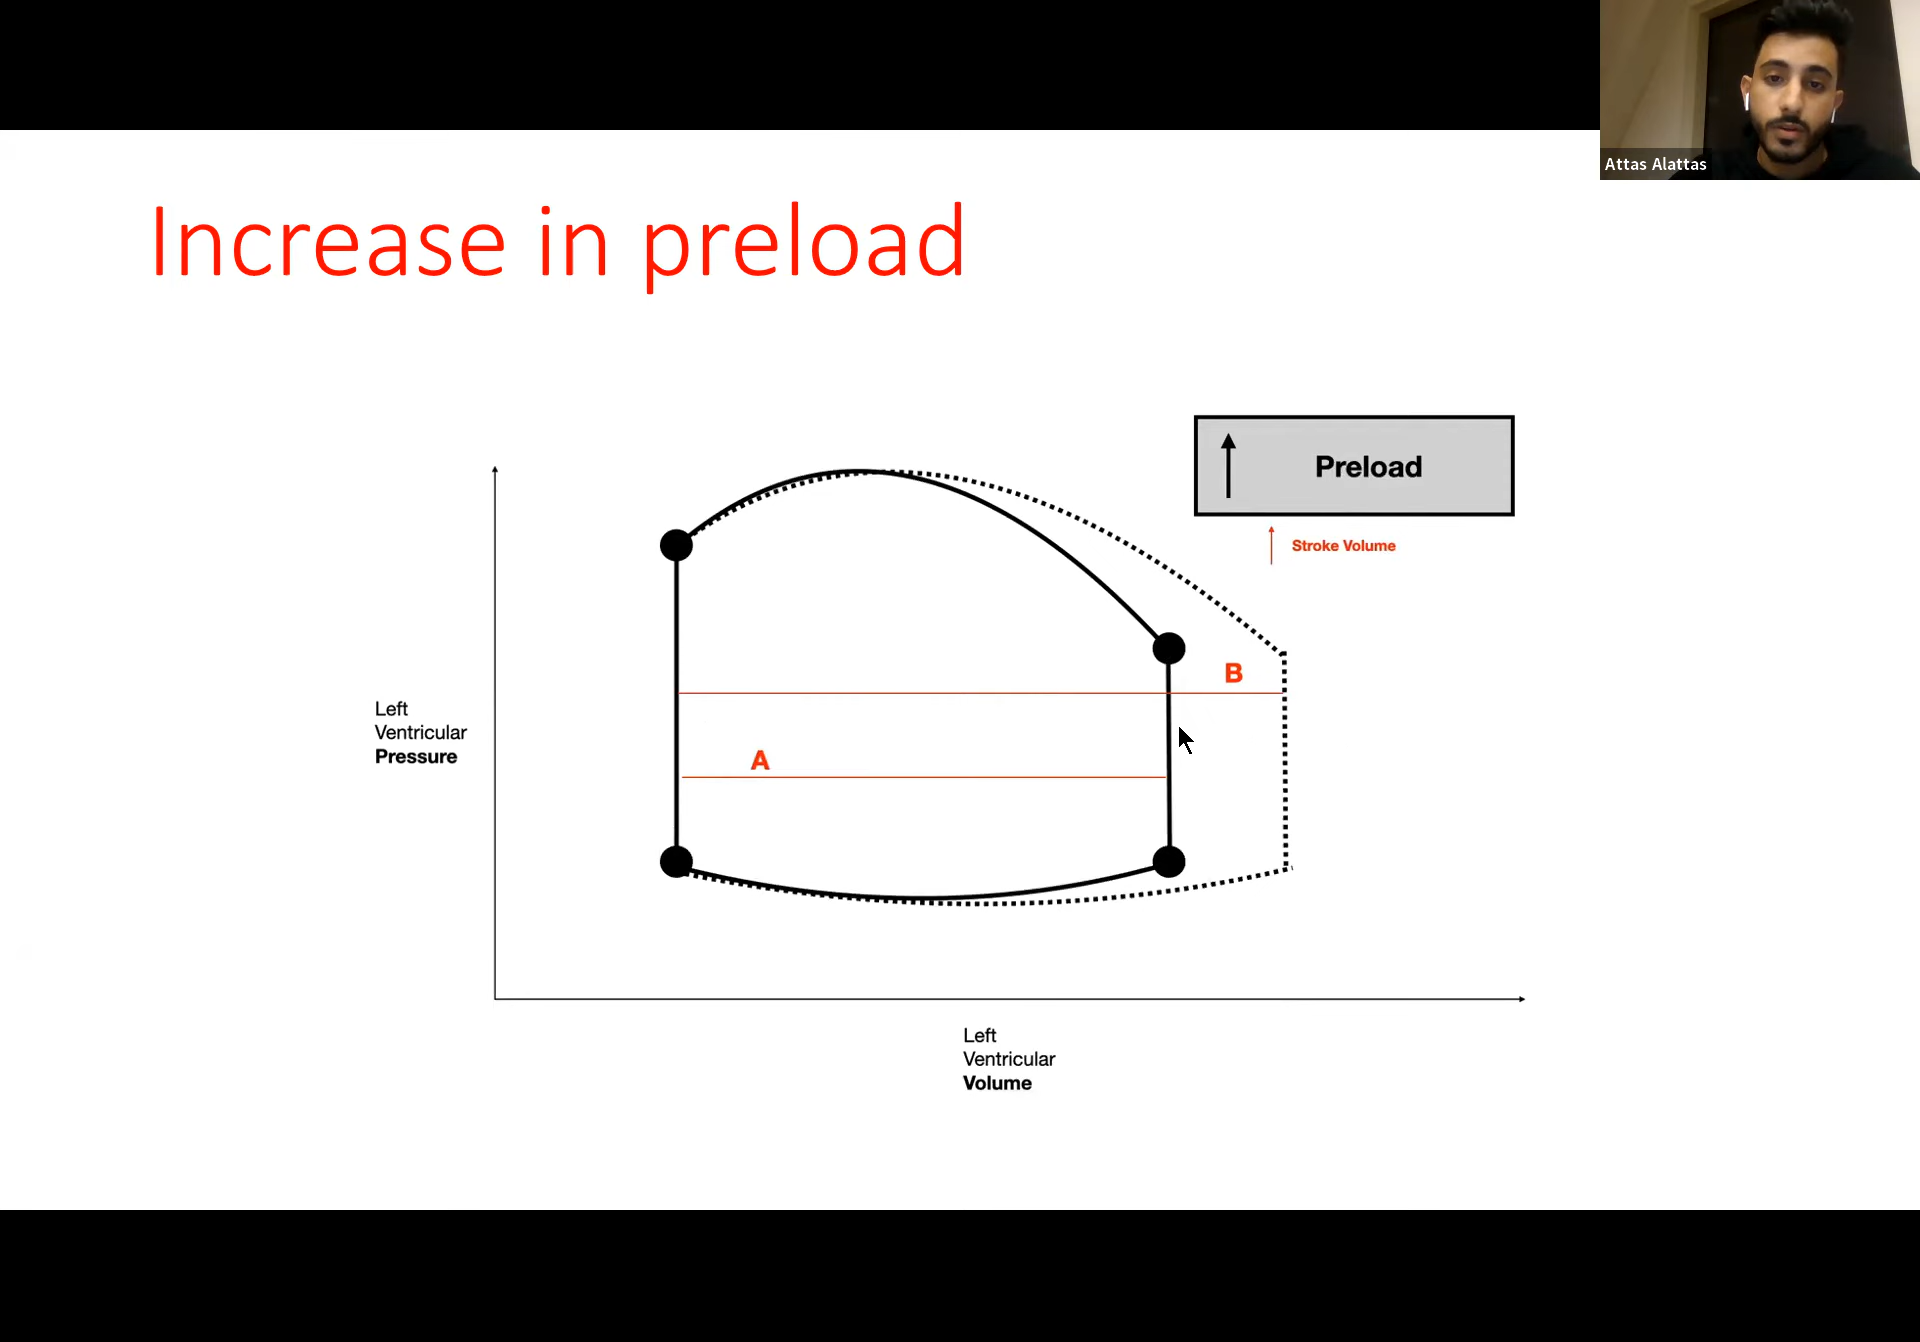 Attas Alattas
Increase in preload
Preload
Stroke Volume
B
A
Left
Ventricular
Pressure
Left
Ventricular
Volume